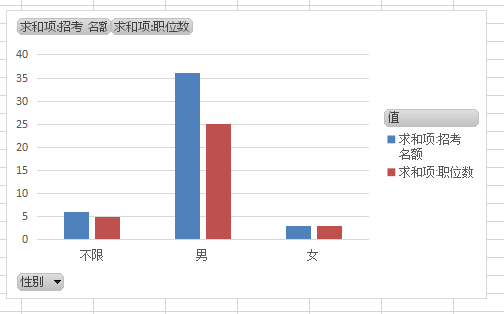 求和项:招考 名额 求和项:职位数
40
35
30
25
20
15
10
5
0
不限 男 女
值
求和项:招考
名额
求和项:职位数
性别